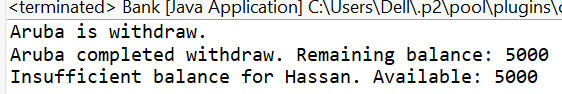 <terminated> Bank [Java Application] C:\Users\Dell\.p2\pool\plugins\
Aruba is withdraw.
Aruba completed withdraw. Remaining balance: 5000
Insufficient balance for Hassan. Available: 5000